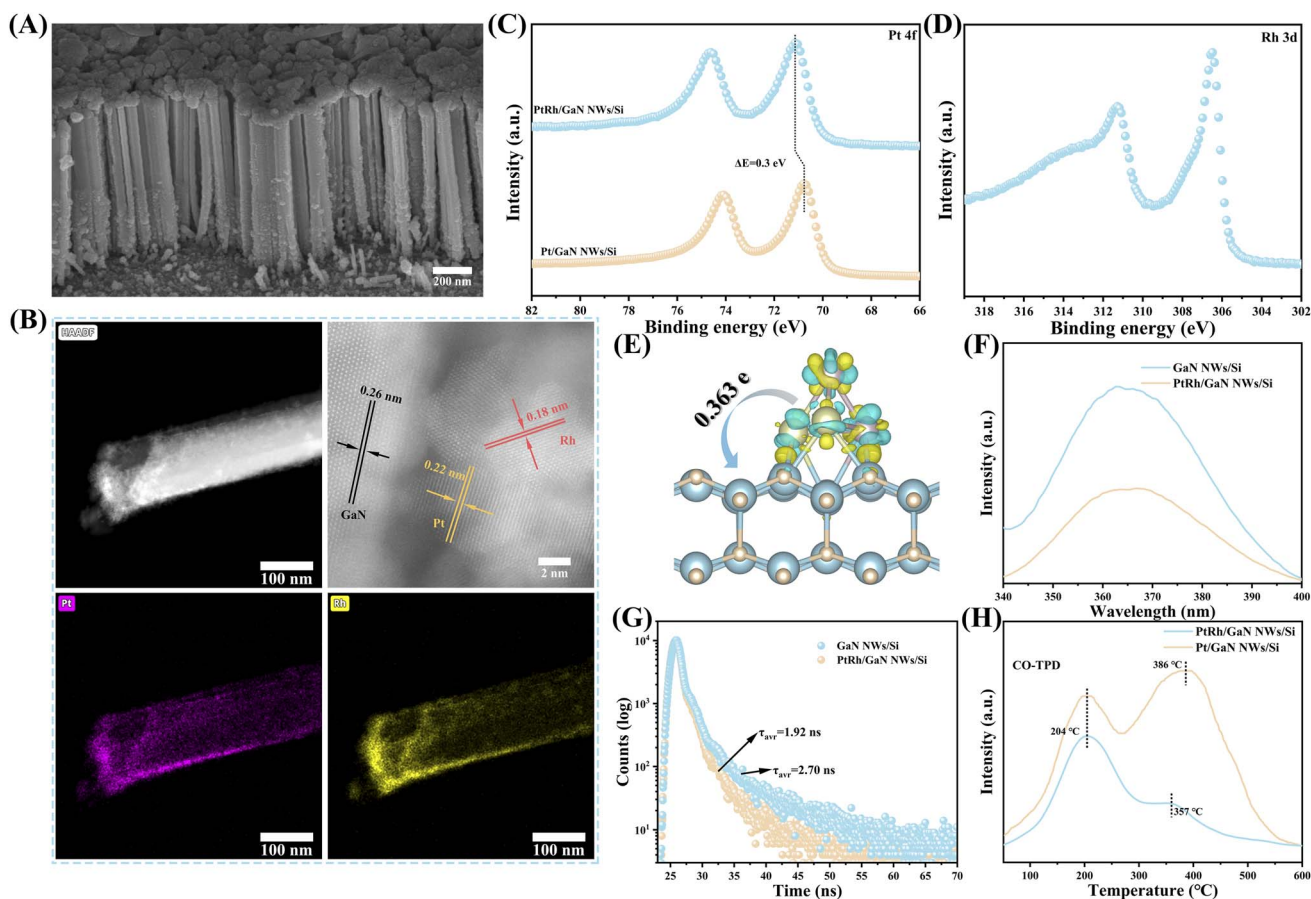 (A)
200 nm
(B)
HAADF
100 nm
0.26 nm
GaN
0.22 nm
Pt
0.18 nm
Rh
2 nm
Pt
100 nm
Rh
100 nm
(C)
Pt 4f
PtRh/GaN NWs/Si
ΔE=0.3 eV
Pt/GaN NWs/Si
Intensity (a.u.)
82 80 78 76 74 72 70 68 66
Binding energy (eV)
(D)
Rh 3d
Intensity (a.u.)
318 316 314 312 310 308 306 304 302
Binding energy (eV)
(E)
0.363 e
(F)
GaN NWs/Si
PtRh/GaN NWs/Si
Intensity (a.u.)
340 350 360 370 380 390 400
Wavelength (nm)
(G)
GaN NWs/Si
PtRh/GaN NWs/Si
τavr=1.92 ns
τavr=2.70 ns
Counts (log)
10⁴
10³
10²
10¹
25 30 35 40 45 50 55 60 65 70
Time (ns)
(H)
PtRh/GaN NWs/Si
Pt/GaN NWs/Si
CO-TPD
386 ℃
204 ℃
357 ℃
Intensity (a.u.)
100 200 300 400 500 600
Temperature (℃)